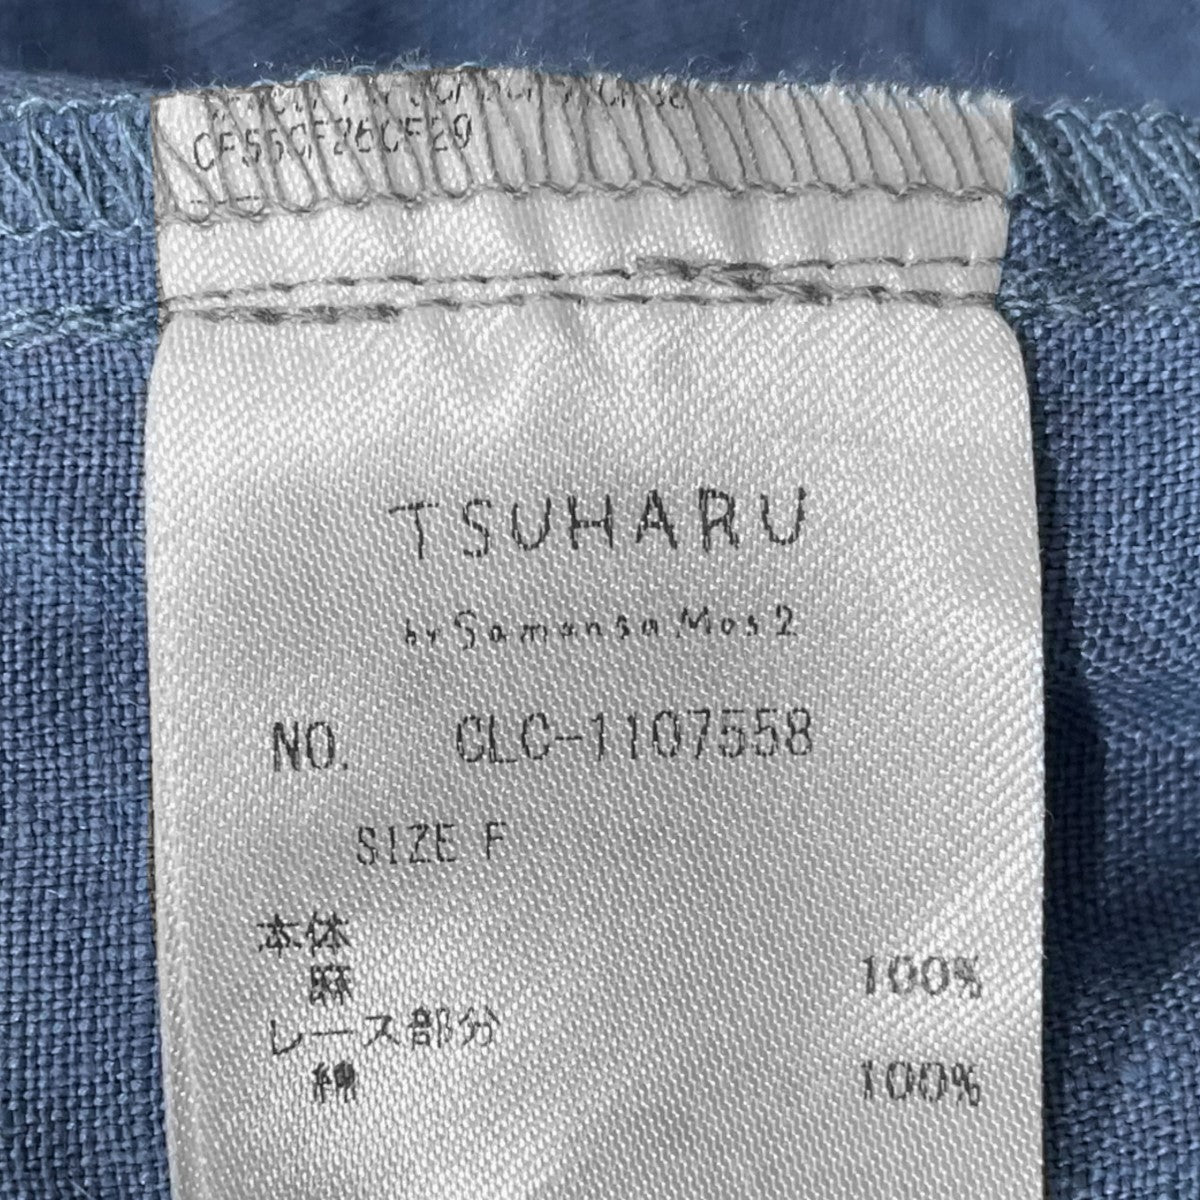 CF55CF26CF29
TSUHARU
by Samansa Mos2
NO. CLC-1107558
SIZE F
本体
麻 100%
レース部分
綿 100%